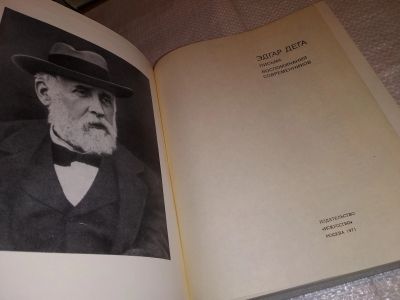 ЭДГАР ДЕГА
ПИСЬМА
ВОСПОМИНАНИЯ
СОВРЕМЕННИКОВ
ИЗДАТЕЛЬСТВО
«ИСКУССТВО»
МОСКВА 1971